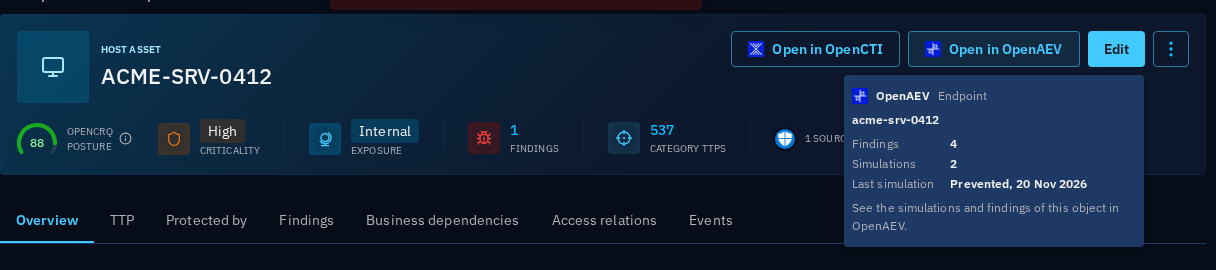 HOST ASSET
ACME-SRV-0412
Open in OpenCTI
Open in OpenAEV
Edit
88
OPENCRQ
POSTURE
High
CRITICALITY
Internal
EXPOSURE
1
FINDINGS
537
CATEGORY TTPS
1 SOURC
OpenAEV Endpoint
acme-srv-0412
Findings 4
Simulations 2
Last simulation Prevented, 20 Nov 2026
See the simulations and findings of this object in
OpenAEV.
Overview
TTP
Protected by
Findings
Business dependencies
Access relations
Events